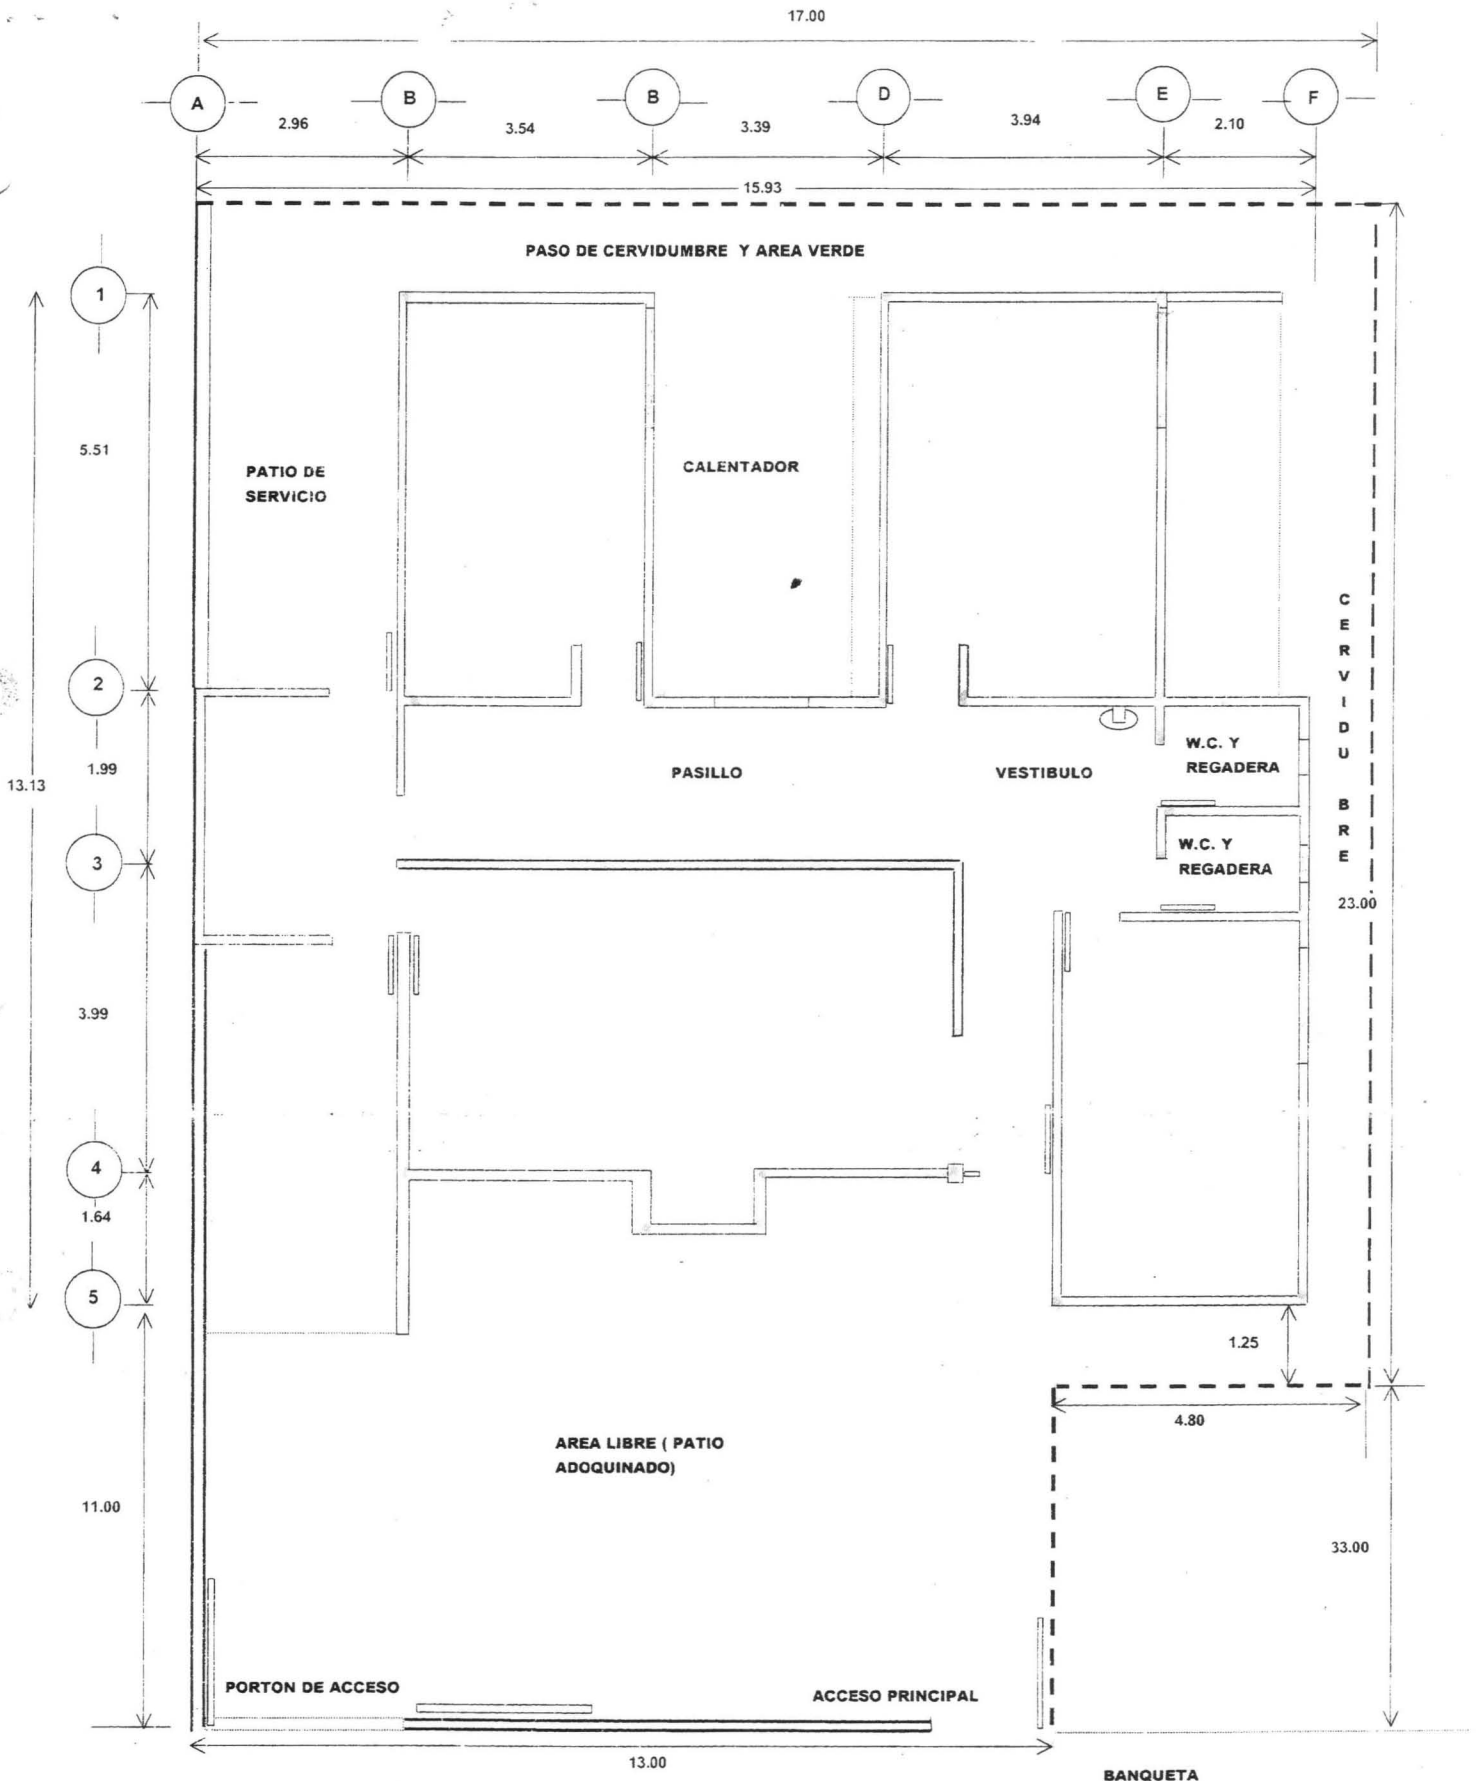 17.00
A
B
B
D
E
F
2.96
3.54
3.39
3.94
2.10
15.93
PASO DE CERVIDUMBRE Y AREA VERDE
1
5.51
PATIO DE
SERVICIO
CALENTADOR
C
E
R
V
I
D
U
B
R
E
2
1.99
13.13
PASILLO
VESTIBULO
W.C. Y
REGADERA
3
W.C. Y
REGADERA
23.00
3.99
4
1.64
5
1.25
4.80
AREA LIBRE ( PATIO
ADOQUINADO)
11.00
33.00
PORTON DE ACCESO
ACCESO PRINCIPAL
13.00
BANQUETA